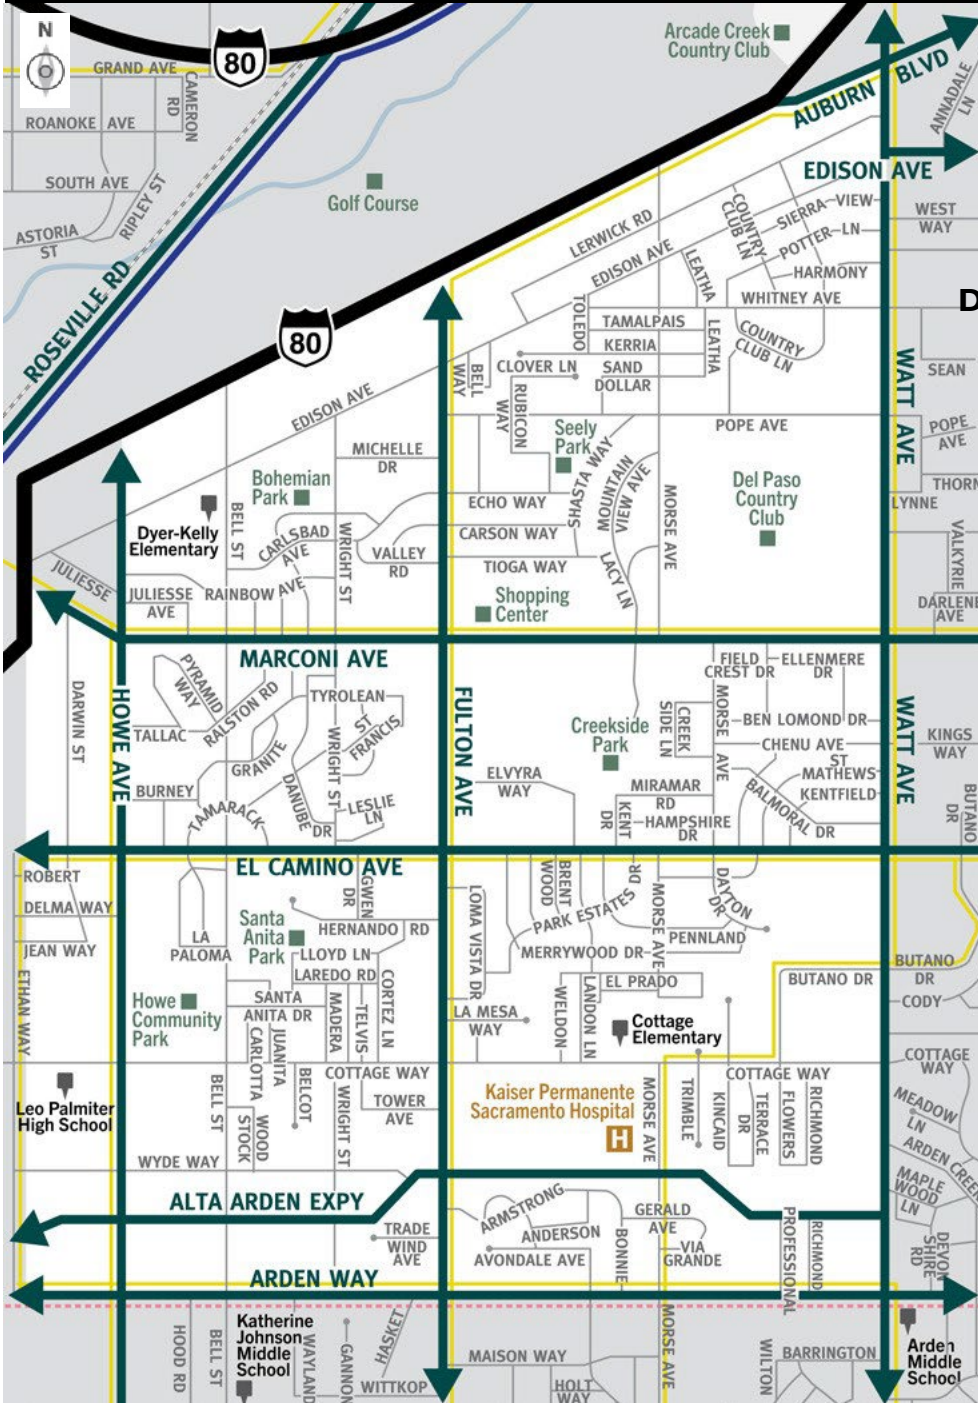 N
80
Arcade Creek
Country Club
GRAND AVE
CAMERON
RD
ROANOKE AVE
SOUTH AVE
RIPLEY ST
ASTORIA
ST
ROSEVILLE RD
Golf Course
AUBURN BLVD
ANNADALE
LN
EDISON AVE
WEST
WAY
LERWICK RD
EDISON AVE
COUNTRY
CLUB LN
SIERRA VIEW
POTTER LN
HARMONY
LEATHA
WHITNEY AVE
D
TOLEDO
TAMALPAIS
KERRIA
LEATHA
COUNTRY
CLUB LN
80
BELL
WAY
CLOVER LN
SAND
DOLLAR
RUBICON
WAY
WATT AVE
SEAN
EDISON AVE
POPE AVE
POPE
AVE
MICHELLE
DR
Seely
Park
SHASTA WAY
MOUNTAIN
VIEW AVE
MORSE AVE
Del Paso
Country
Club
THORN
LYNNE
Bohemian
Park
ECHO WAY
CARSON WAY
TIOGA WAY
Dyer-Kelly
Elementary
BELL ST
CARLSBAD
AVE
WRIGHT ST
VALLEY
RD
LACY LN
VALKYRIE
DARLENE
AVE
JULIESSE
JULIESSE
AVE
RAINBOW AVE
Shopping
Center
MARCONI AVE
PYRAMID
WAY
TALLAC
RALSTON RD
TYROLEAN
ST
FRANCIS
GRANITE
WRIGHT ST
DARWIN ST
HOWE AVE
FULTON AVE
FIELD
CREST DR
ELLENMERE
DR
WATT AVE
Creekside
Park
CREEK
SIDE LN
MORSE
AVE
BEN LOMOND DR
CHENU AVE
KINGS
WAY
ST
MATHEWS
KENTFIELD
BALMORAL DR
BURNEY
TAMARACK
DANUBE
DR
LESLIE
LN
ELVYRA
WAY
MIRAMAR
RD
KENT
DR
HAMPSHIRE
DR
BUTANO
DR
EL CAMINO AVE
ROBERT
DELMA WAY
JEAN WAY
LA
PALOMA
GWEN
DR
HERNANDO RD
Santa
Anita
Park
LLOYD LN
LAREDO RD
LOMA VISTA DR
BRENT
WOOD
DR
PARK ESTATES
MERRYWOOD DR
MORSE AVE
DAYTON
DR
PENNLAND
BUTANO
DR
BUTANO DR
CODY
ETHAN WAY
Howe
Community
Park
SANTA
ANITA DR
CARLOTTA
JUANITA
MADERA
TELVIS
CORTEZ LN
LA MESA
WAY
WELDON
LANDON LN
EL PRADO
Cottage
Elementary
COTTAGE WAY
COTTAGE WAY
COTTAGE
WAY
Leo Palmiter
High School
BELL ST
WOOD
STOCK
BELCOT
WRIGHT ST
TOWER
AVE
Kaiser Permanente
Sacramento Hospital
H
MORSE AVE
TRIMBLE
KINCAID
TERRACE
DR
FLOWERS
RICHMOND
MEADOW
LN
ARDEN CREE
WYDE WAY
ALTA ARDEN EXPY
MAPLE
WOOD
LN
DEVON
SHIRE
RD
TRADE
WIND
AVE
ARMSTRONG
ANDERSON
AVONDALE AVE
BONNIE
GERALD
AVE
VIA
GRANDE
PROFESSIONAL
RICHMOND
ARDEN WAY
HOOD RD
BELL ST
Katherine
Johnson
Middle
School
WAYLAND
GANNON
HASKET
WITTKOP
MAISON WAY
HOLT
WAY
MORSE AVE
WILTON
BARRINGTON
Arden
Middle
School